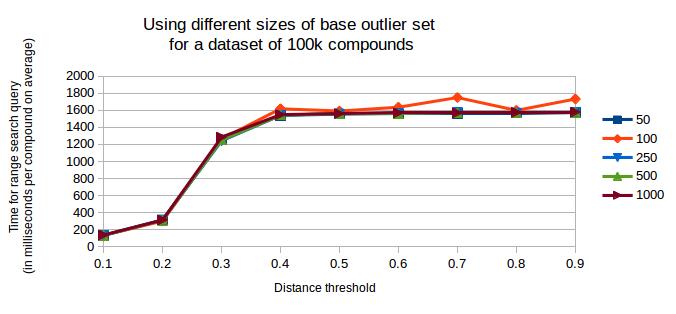 Using different sizes of base outlier set
for a dataset of 100k compounds
Time for range search query
(in milliseconds per compound on average)
2000
1800
1600
1400
1200
1000
800
600
400
200
0
0.1 0.2 0.3 0.4 0.5 0.6 0.7 0.8 0.9
Distance threshold
50
100
250
500
1000